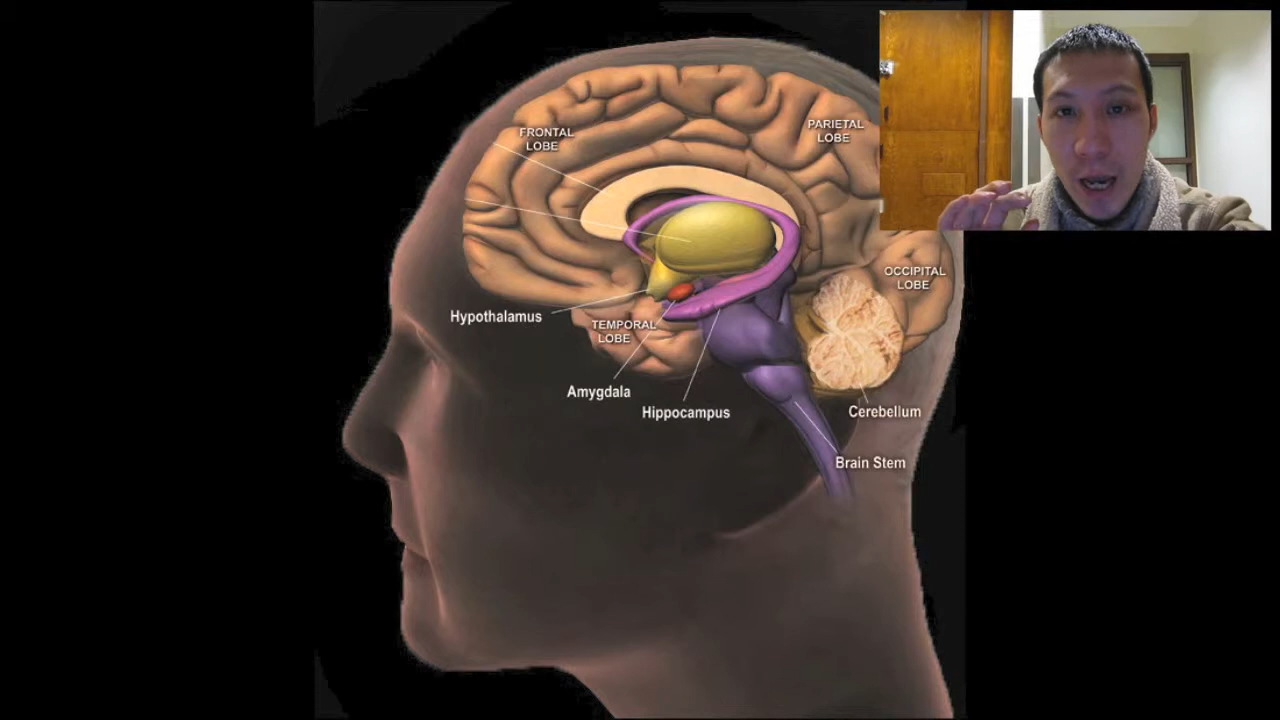 FRONTAL
LOBE
PARIETAL
LOBE
OCCIPITAL
LOBE
Hypothalamus
TEMPORAL
LOBE
Amygdala
Hippocampus
Cerebellum
Brain Stem